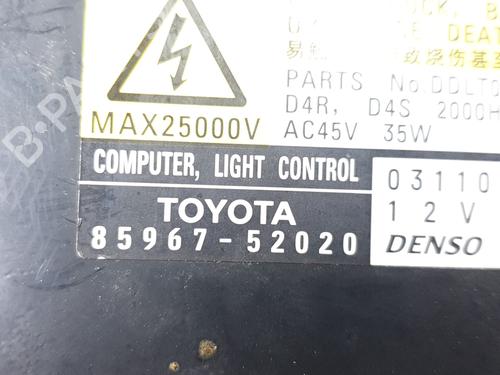 MAX25000V
PARTS No.DDLT0
D4R, D4S 2000H
AC45V 35W
COMPUTER, LIGHT CONTROL
TOYOTA
85967-52020
03110
12V
DENSO